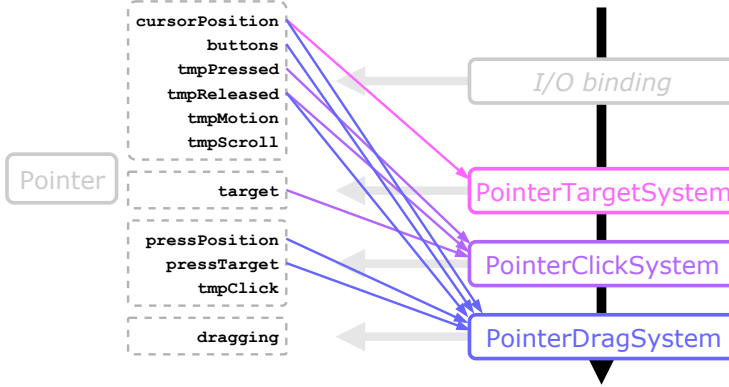 cursorPosition
buttons
tmpPressed
tmpReleased
tmpMotion
tmpScroll
I/O binding
Pointer
target
PointerTargetSystem
pressPosition
pressTarget
tmpClick
PointerClickSystem
dragging
PointerDragSystem